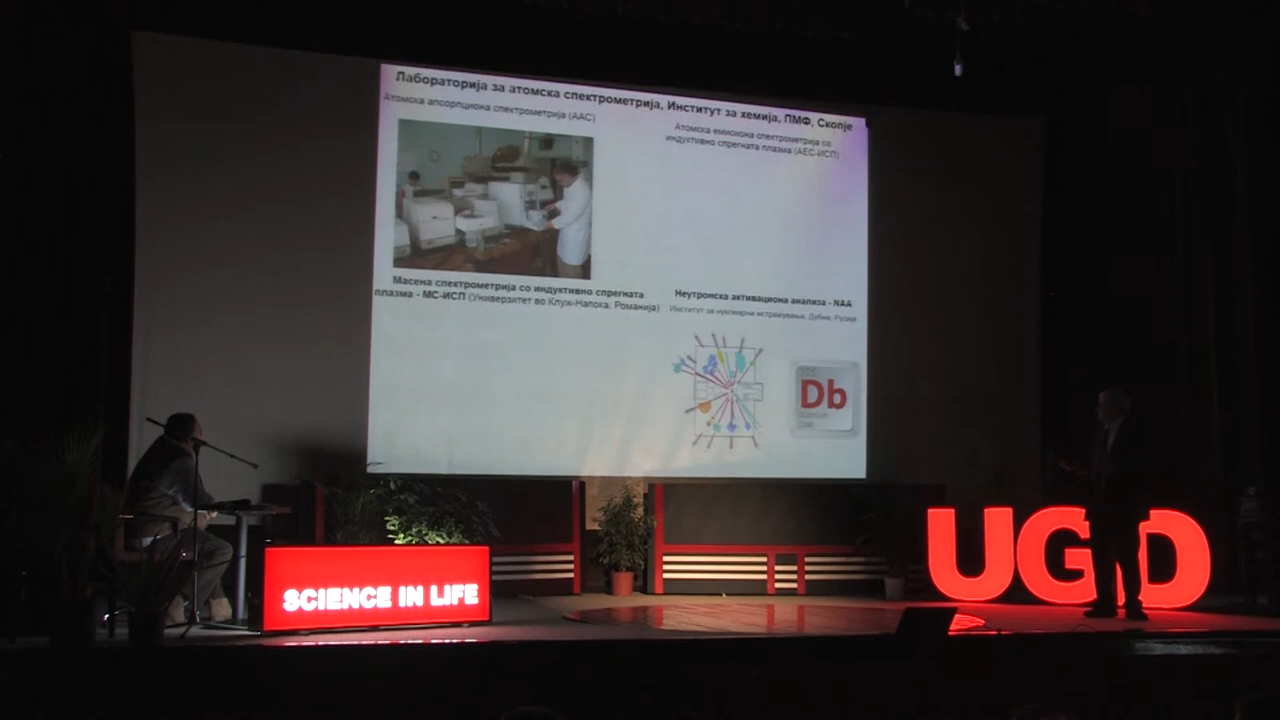 Лабораторија за атомска спектрометрија, Институт за хемија, ПМФ, Скопје
Атомска апсорпциона спектрометрија (ААС)
Атомска емисиона спектрометрија со
индуктивно спрегната плазма (АЕС-ИСП)
Масена спектрометрија со индуктивно спрегната
плазма - МС-ИСП (Универзитет во Клуж-Напока, Романија)
Неутронска активациона анализа - NAA
Институт за нуклеарни истражувања, Дубна, Русија
Db
SCIENCE IN LIFE
UGD